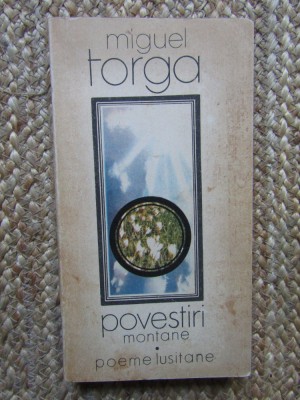 miguel
torga
povestiri
montane
•
poeme lusitane